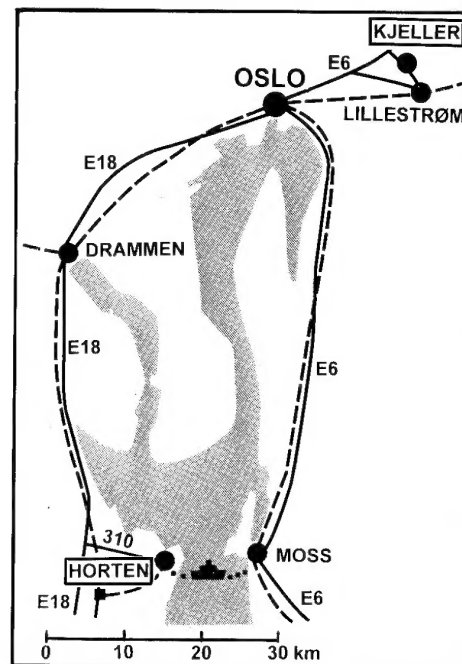 KJELLER
E6
OSLO
LILLESTRØM
E18
DRAMMEN
E18
E6
310
MOSS
HORTEN
E18
E6
0 10 20 30 km